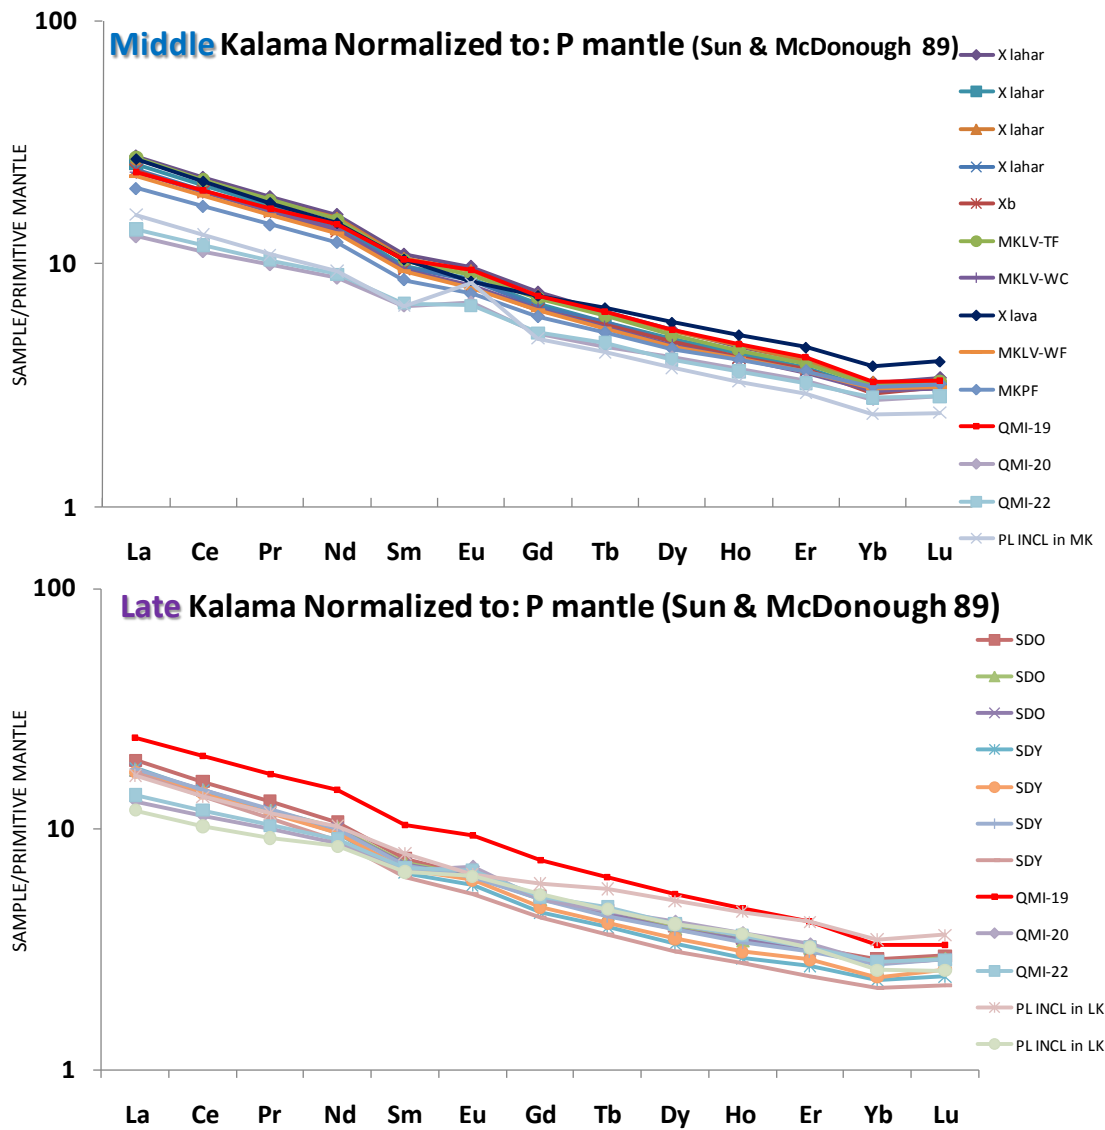 100
Middle Kalama Normalized to: P mantle (Sun & McDonough 89)
SAMPLE/PRIMITIVE MANTLE
10
1
La Ce Pr Nd Sm Eu Gd Tb Dy Ho Er Yb Lu
X lahar
X lahar
X lahar
X lahar
Xb
MKLV-TF
MKLV-WC
X lava
MKLV-WF
MKPF
QMI-19
QMI-20
QMI-22
PL INCL in MK
100
Late Kalama Normalized to: P mantle (Sun & McDonough 89)
SAMPLE/PRIMITIVE MANTLE
10
1
La Ce Pr Nd Sm Eu Gd Tb Dy Ho Er Yb Lu
SDO
SDO
SDO
SDY
SDY
SDY
SDY
QMI-19
QMI-20
QMI-22
PL INCL in LK
PL INCL in LK